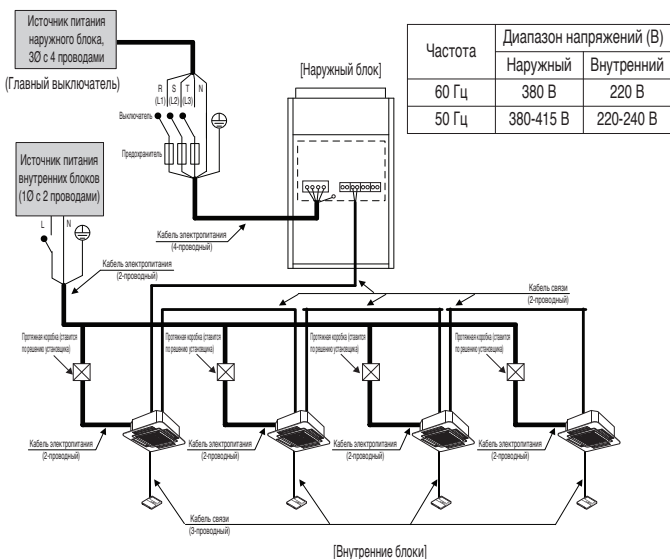 Источник питания
наружного блока,
3Ø с 4 проводами
(Главный выключатель)
R S T N
(L1) (L2) (L3)
Выключатель
Предохранитель
[Наружный блок]
Частота Диапазон напряжений (В)
Наружный Внутренний
60 Гц 380 В 220 В
50 Гц 380-415 В 220-240 В
Источник питания
внутренних блоков
(1Ø с 2 проводами)
L N
Кабель электропитания
(4-проводный)
Кабель электропитания
(2-проводный)
Кабель связи
(2-проводный)
Протяжная коробка (ставится
по решению установщика)
Протяжная коробка (ставится
по решению установщика)
Протяжная коробка (ставится
по решению установщика)
Протяжная коробка (ставится
по решению установщика)
Кабель электропитания
(2-проводный)
Кабель электропитания
(2-проводный)
Кабель электропитания
(2-проводный)
Кабель электропитания
(2-проводный)
Кабель связи
(3-проводный)
[Внутренние блоки]